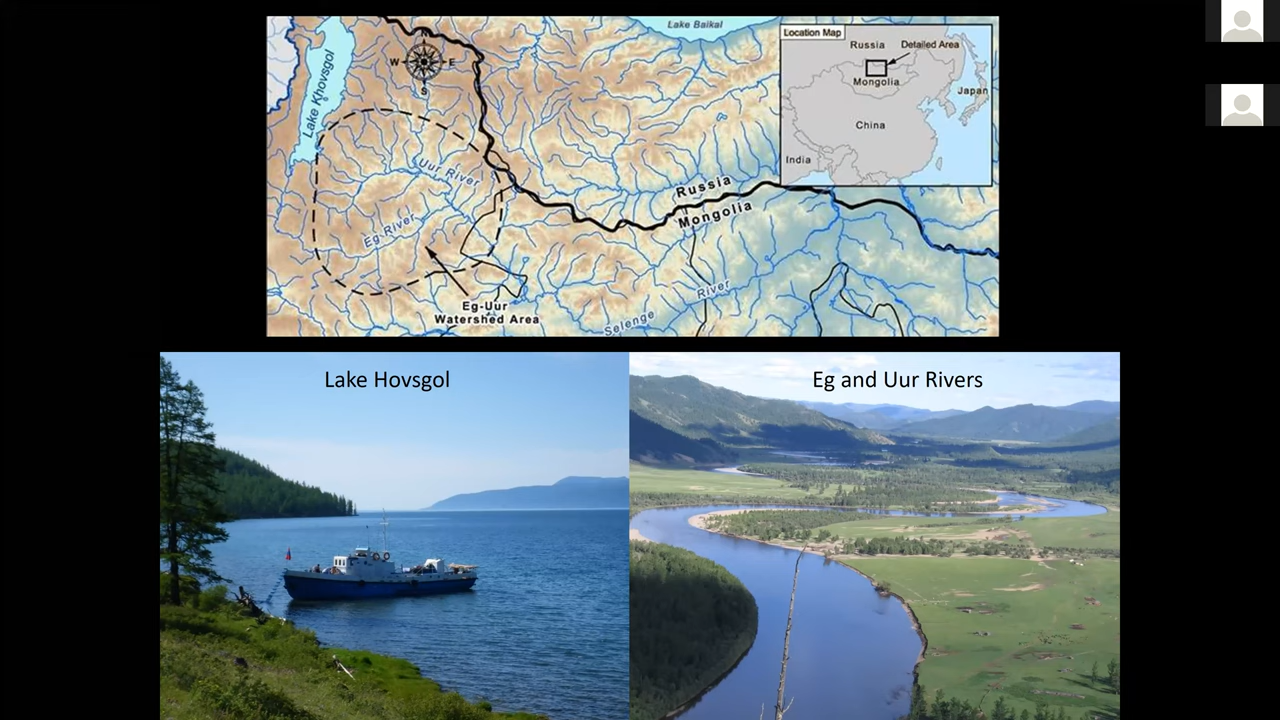 Lake Baikal
Location Map
Russia
Detailed Area
Mongolia
Japan
China
India
Lake Khovsgol
N
W
E
S
Uur River
Eg River
Russia
Mongolia
Eg-Uur
Watershed Area
Selenge
River
Lake Hovsgol
Eg and Uur Rivers